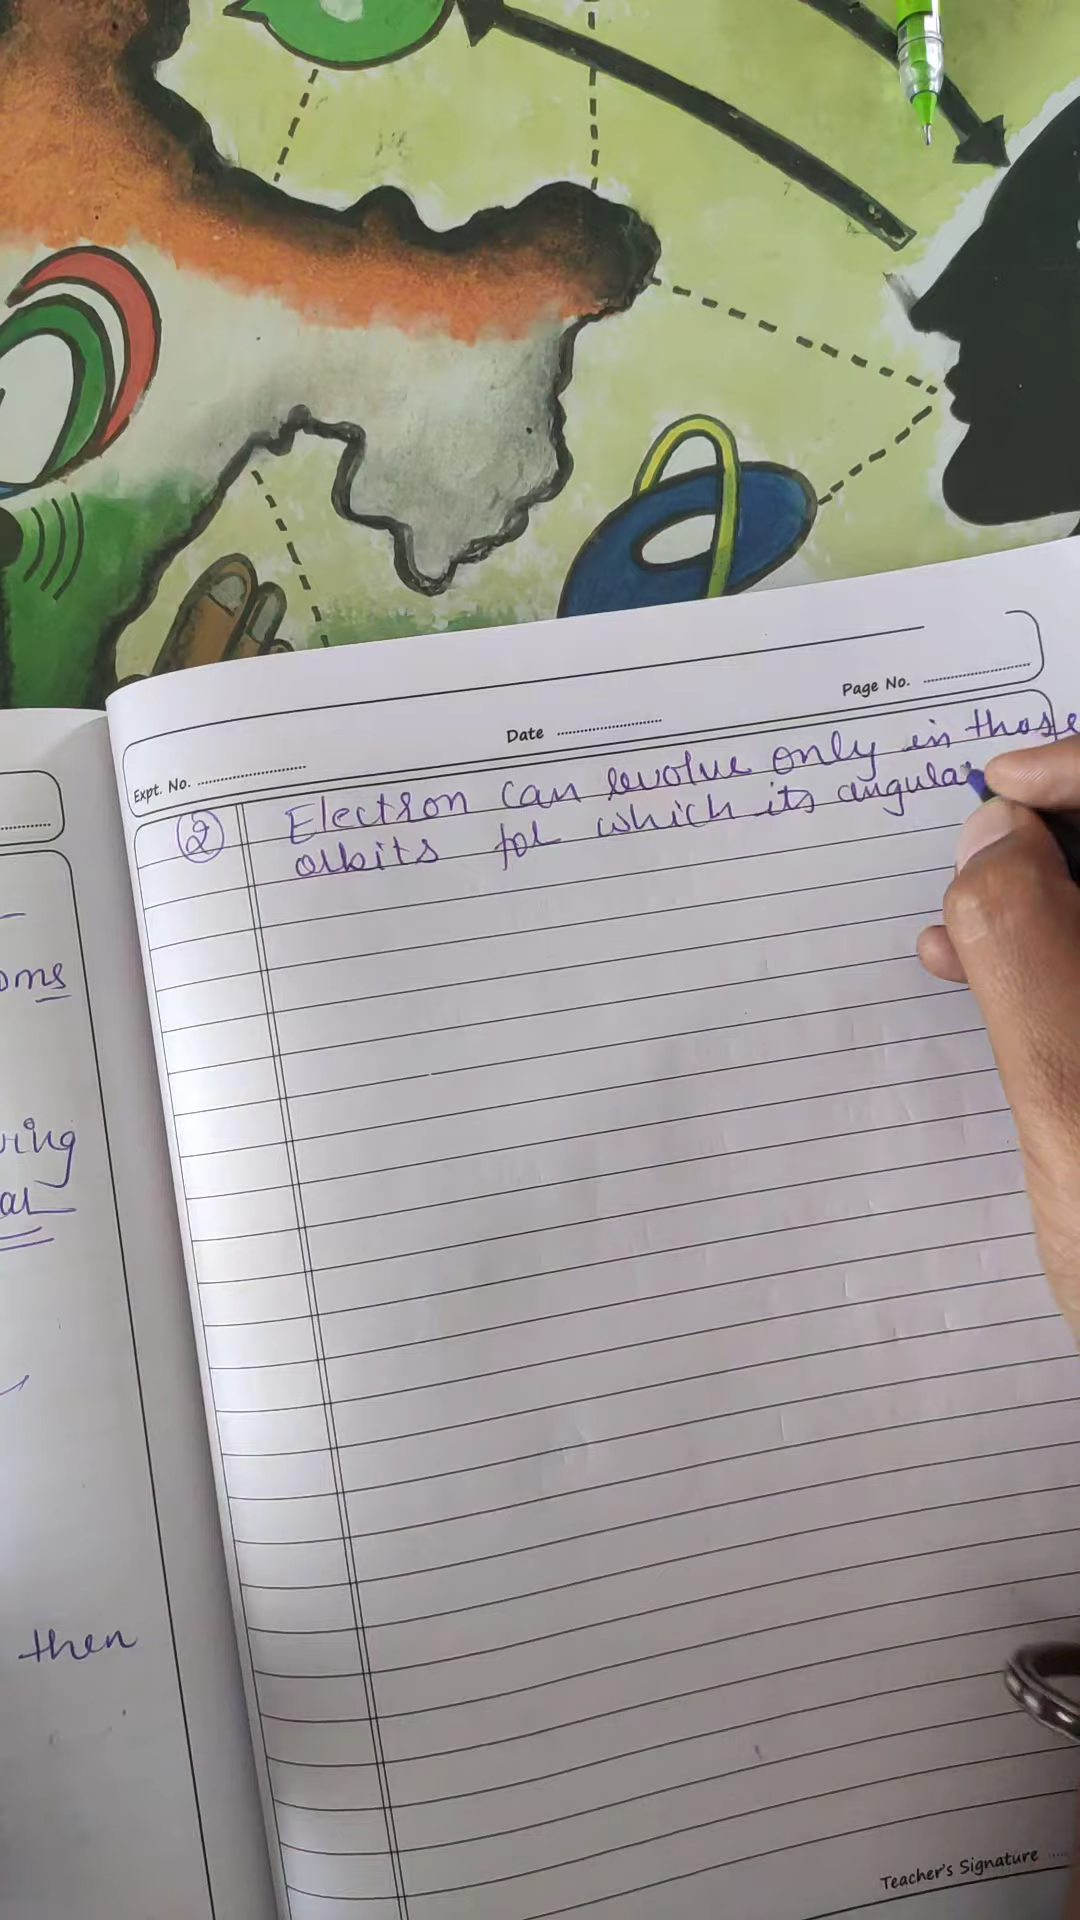 Page No.
Date
Expt. No.
② Electron can revolve only in those
orbits for which its angular
oms
then
Teacher's Signature